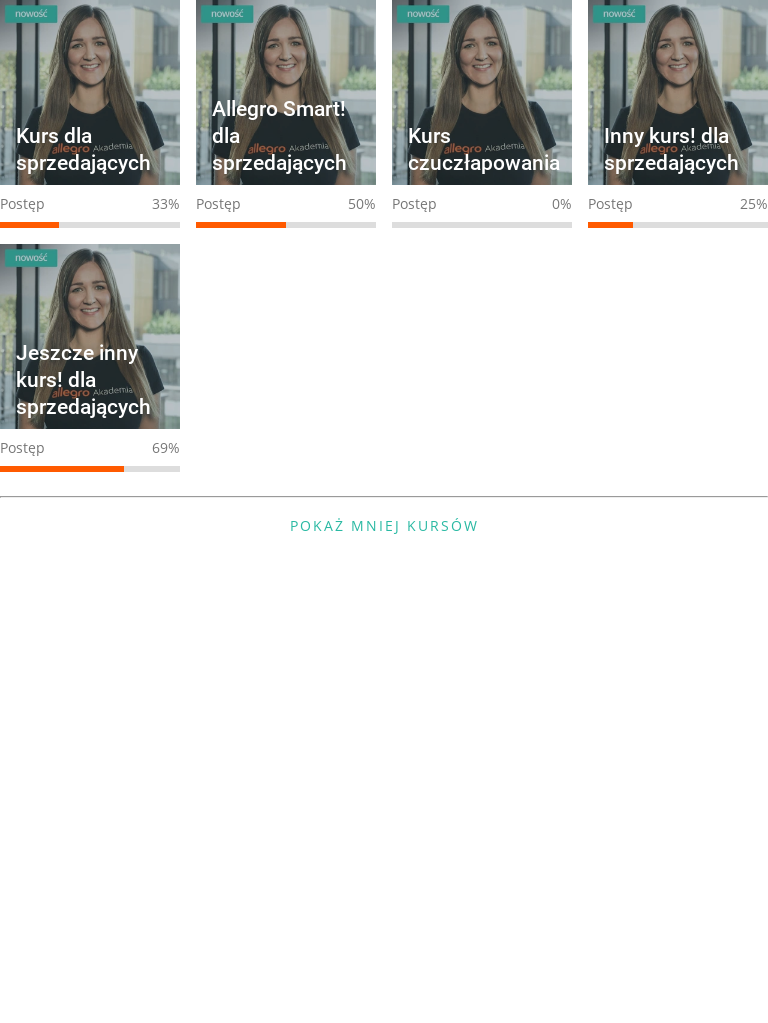 nowość
nowość
nowość
nowość
Kurs dla
sprzedających
allegro Akademia
Allegro Smart!
dla
sprzedających
allegro Akademia
Kurs
czuczłapowania
allegro Akademia
Inny kurs! dla
sprzedających
allegro Akademia
Postęp 33%
Postęp 50%
Postęp 0%
Postęp 25%
nowość
Jeszcze inny
kurs! dla
sprzedających
allegro Akademia
Postęp 69%
POKAŻ MNIEJ KURSÓW